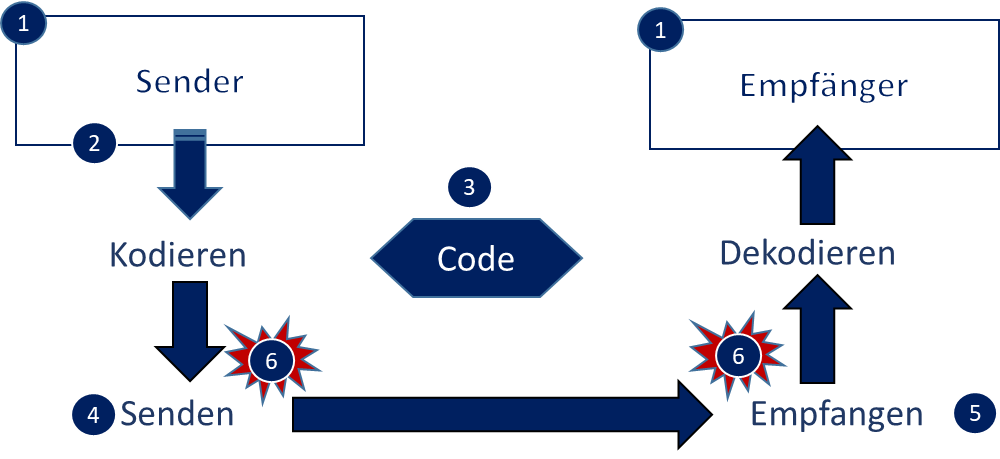 1
Sender
2
Kodieren
6
4 Senden
3
Code
1
Empfänger
Dekodieren
6
Empfangen 5